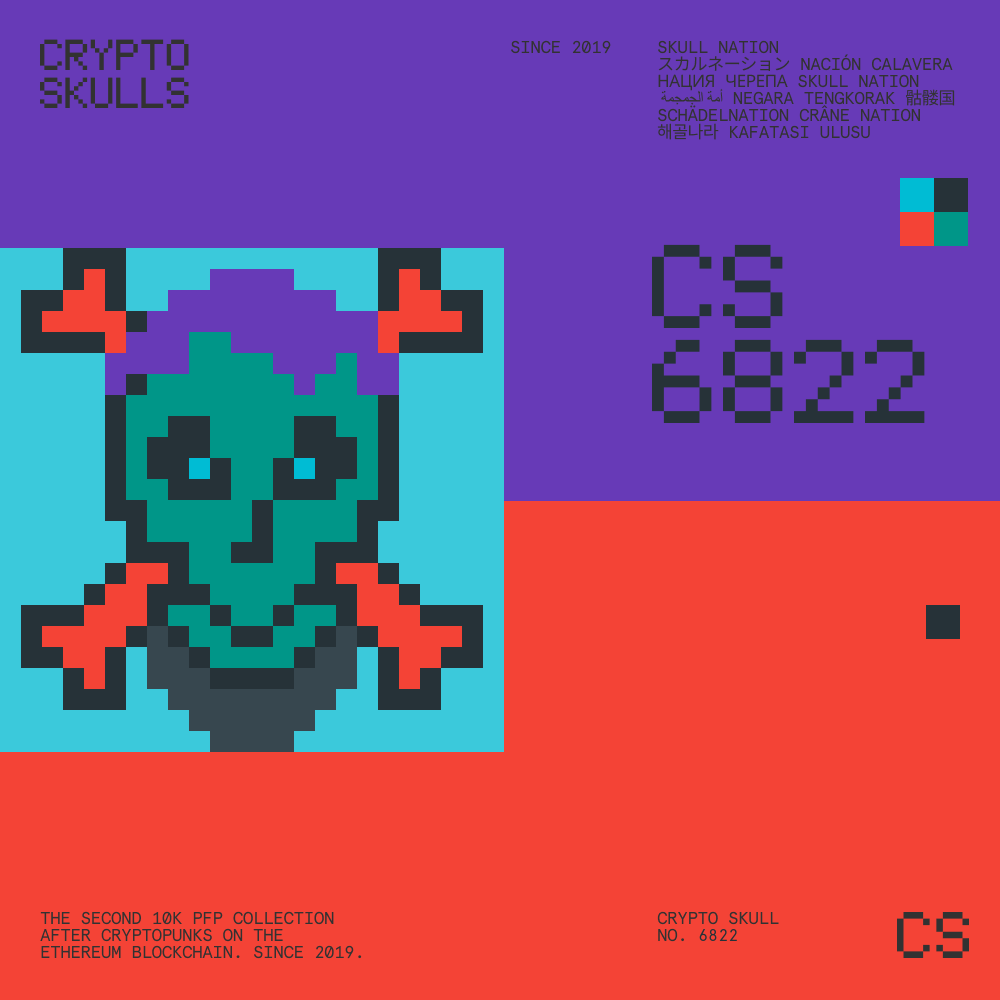 CRYPTO
SKULLS
SINCE 2019
SKULL NATION
スカルネーション NACIÓN CALAVERA
НАЦИЯ ЧЕРЕПА SKULL NATION
أمة الجمجمة NEGARA TENGKORAK 骷髅国
SCHÄDELNATION CRÂNE NATION
해골나라 KAFATASI ULUSU
CS
6822
THE SECOND 10K PFP COLLECTION
AFTER CRYPTOPUNKS ON THE
ETHEREUM BLOCKCHAIN. SINCE 2019.
CRYPTO SKULL
NO. 6822
CS